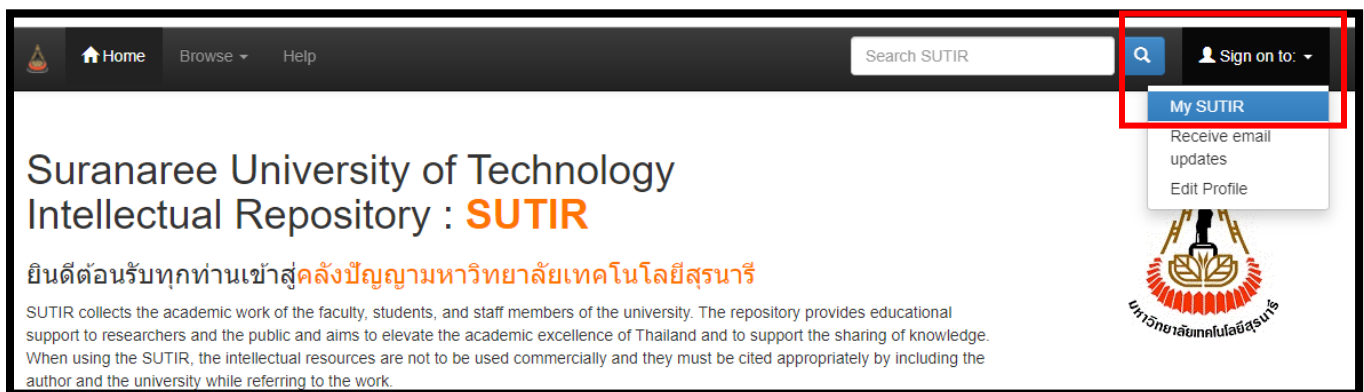 Home Browse Help Search SUTIR Sign on to:
My SUTIR
Receive email
updates
Edit Profile
Suranaree University of Technology
Intellectual Repository : SUTIR
ยินดีต้อนรับทุกท่านเข้าสู่คลังปัญญามหาวิทยาลัยเทคโนโลยีสุรนารี
SUTIR collects the academic work of the faculty, students, and staff members of the university. The repository provides educational
support to researchers and the public and aims to elevate the academic excellence of Thailand and to support the sharing of knowledge.
When using the SUTIR, the intellectual resources are not to be used commercially and they must be cited appropriately by including the
author and the university while referring to the work.
มหาวิทยาลัยเทคโนโลยีสุรนารี